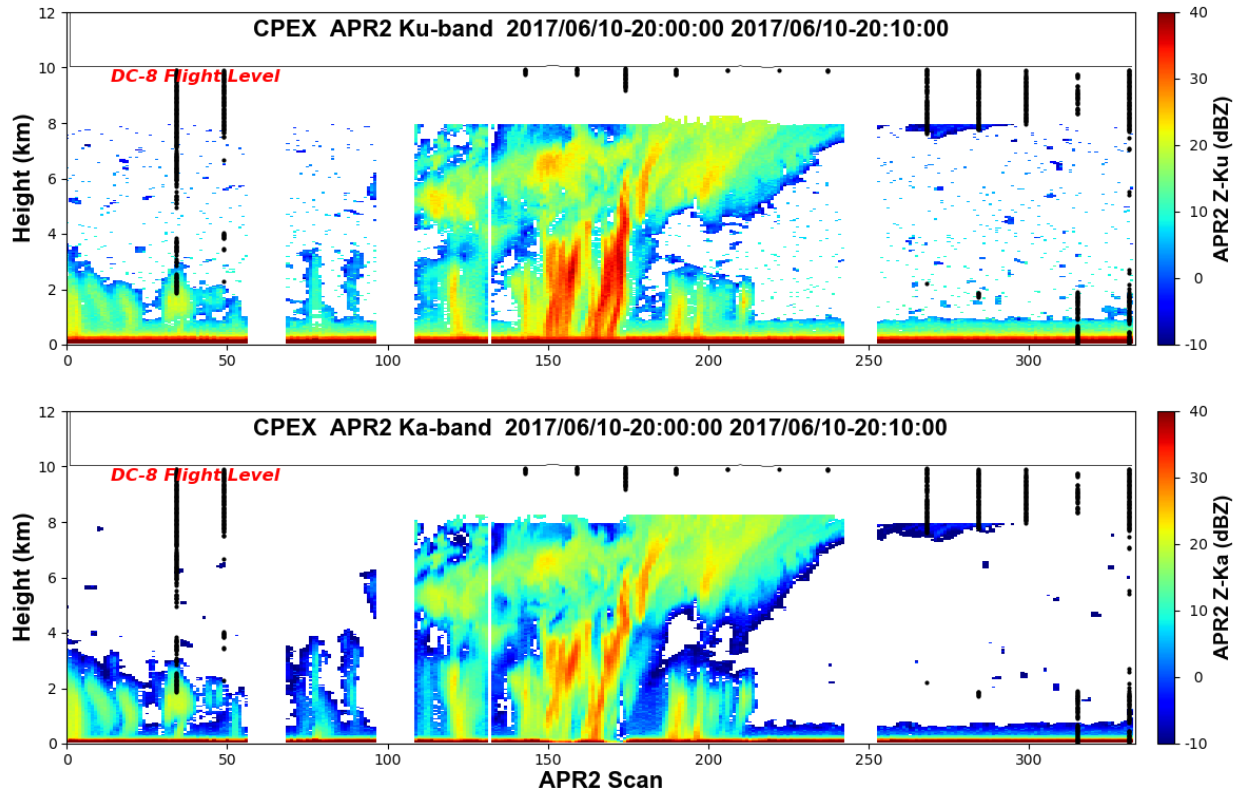 CPEX APR2 Ku-band 2017/06/10-20:00:00 2017/06/10-20:10:00
DC-8 Flight Level
Height (km)
12
10
8
6
4
2
0
0 50 100 150 200 250 300
40
30
20
10
0
-10
APR2 Z-Ku (dBZ)
CPEX APR2 Ka-band 2017/06/10-20:00:00 2017/06/10-20:10:00
DC-8 Flight Level
Height (km)
12
10
8
6
4
2
0
0 50 100 150 200 250 300
APR2 Scan
40
30
20
10
0
-10
APR2 Z-Ka (dBZ)